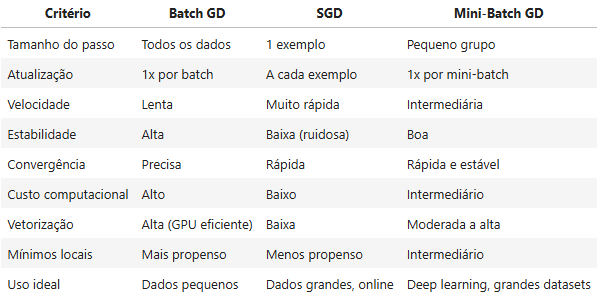 Critério Batch GD SGD Mini-Batch GD
Tamanho do passo Todos os dados 1 exemplo Pequeno grupo
Atualização 1x por batch A cada exemplo 1x por mini-batch
Velocidade Lenta Muito rápida Intermediária
Estabilidade Alta Baixa (ruidosa) Boa
Convergência Precisa Rápida Rápida e estável
Custo computacional Alto Baixo Intermediário
Vetorização Alta (GPU eficiente) Baixa Moderada a alta
Mínimos locais Mais propenso Menos propenso Intermediário
Uso ideal Dados pequenos Dados grandes, online Deep learning, grandes datasets